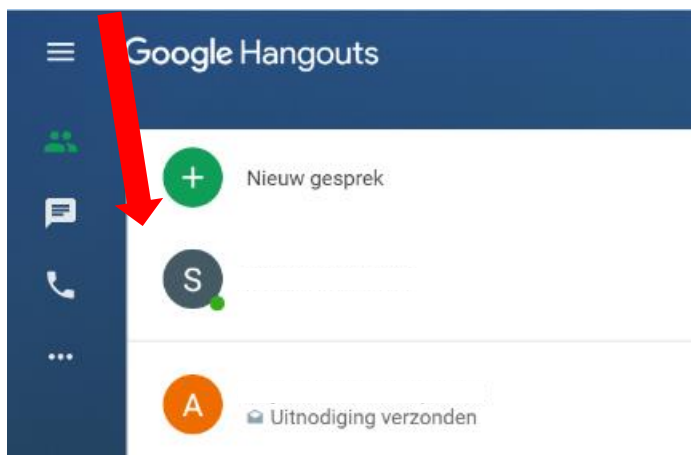 Google Hangouts
+
Nieuw gesprek
S
A
Uitnodiging verzonden